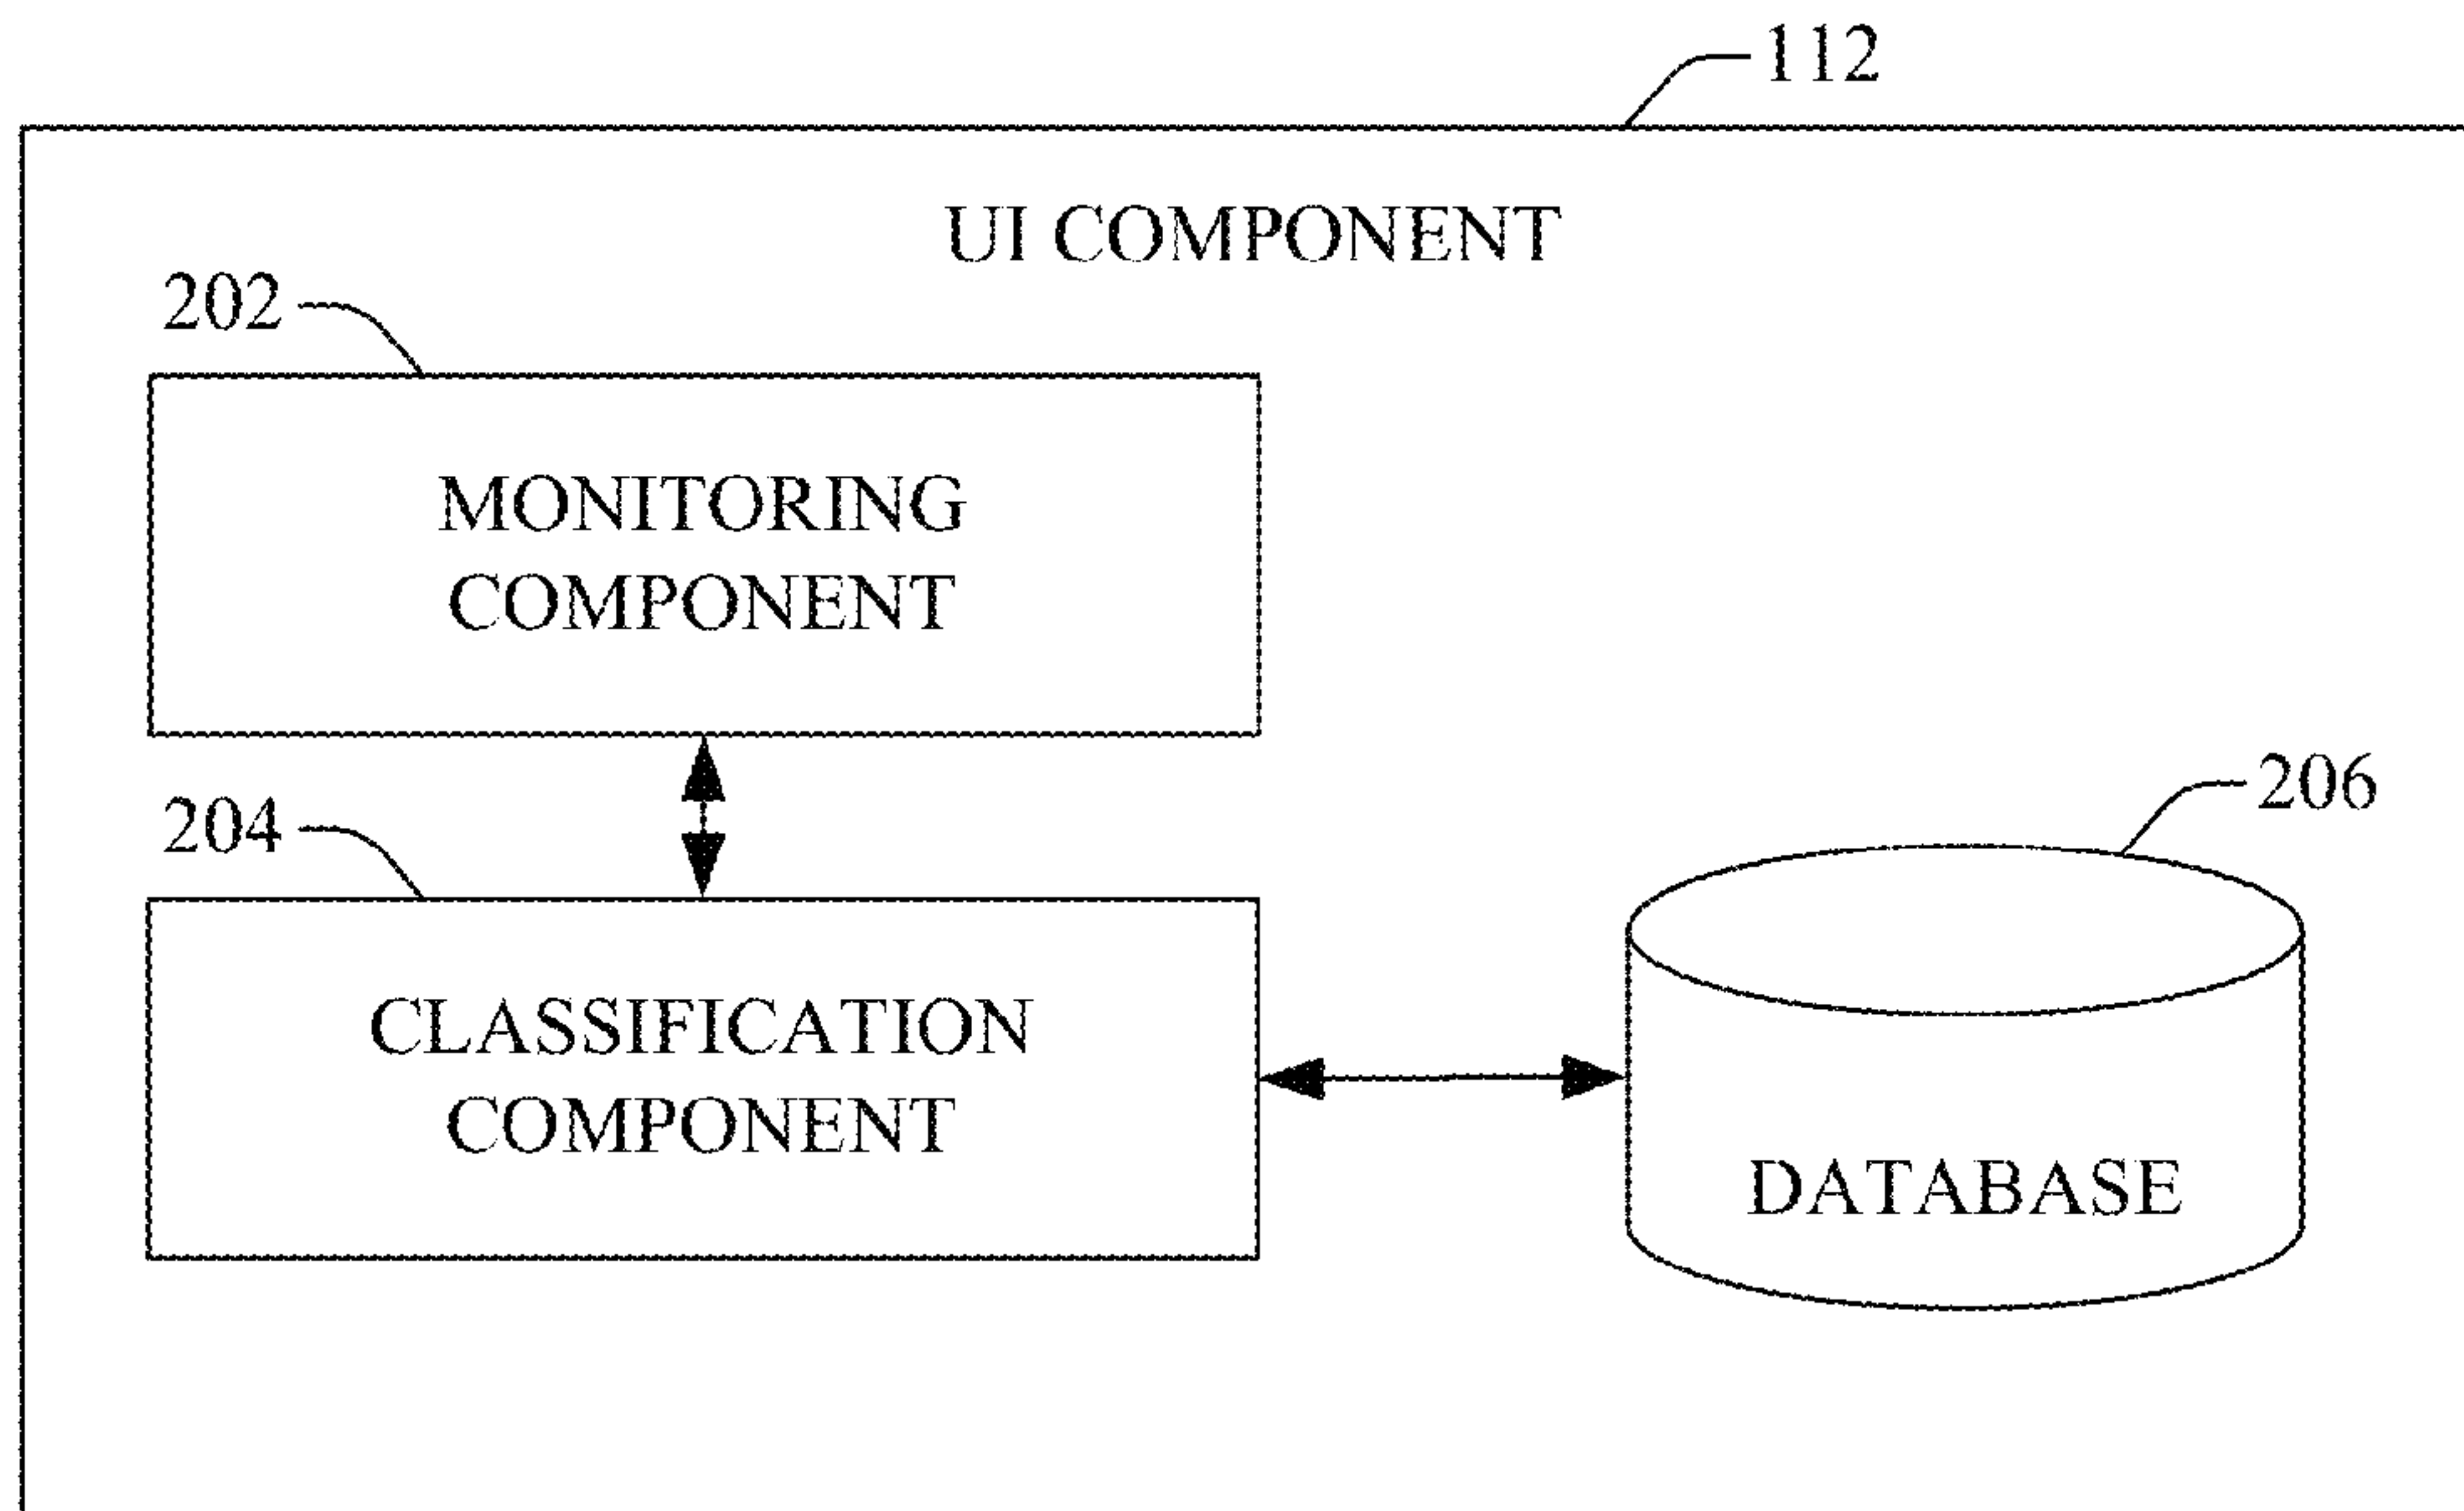 112
UI COMPONENT
202
MONITORING
COMPONENT
204
206
CLASSIFICATION
COMPONENT
DATABASE